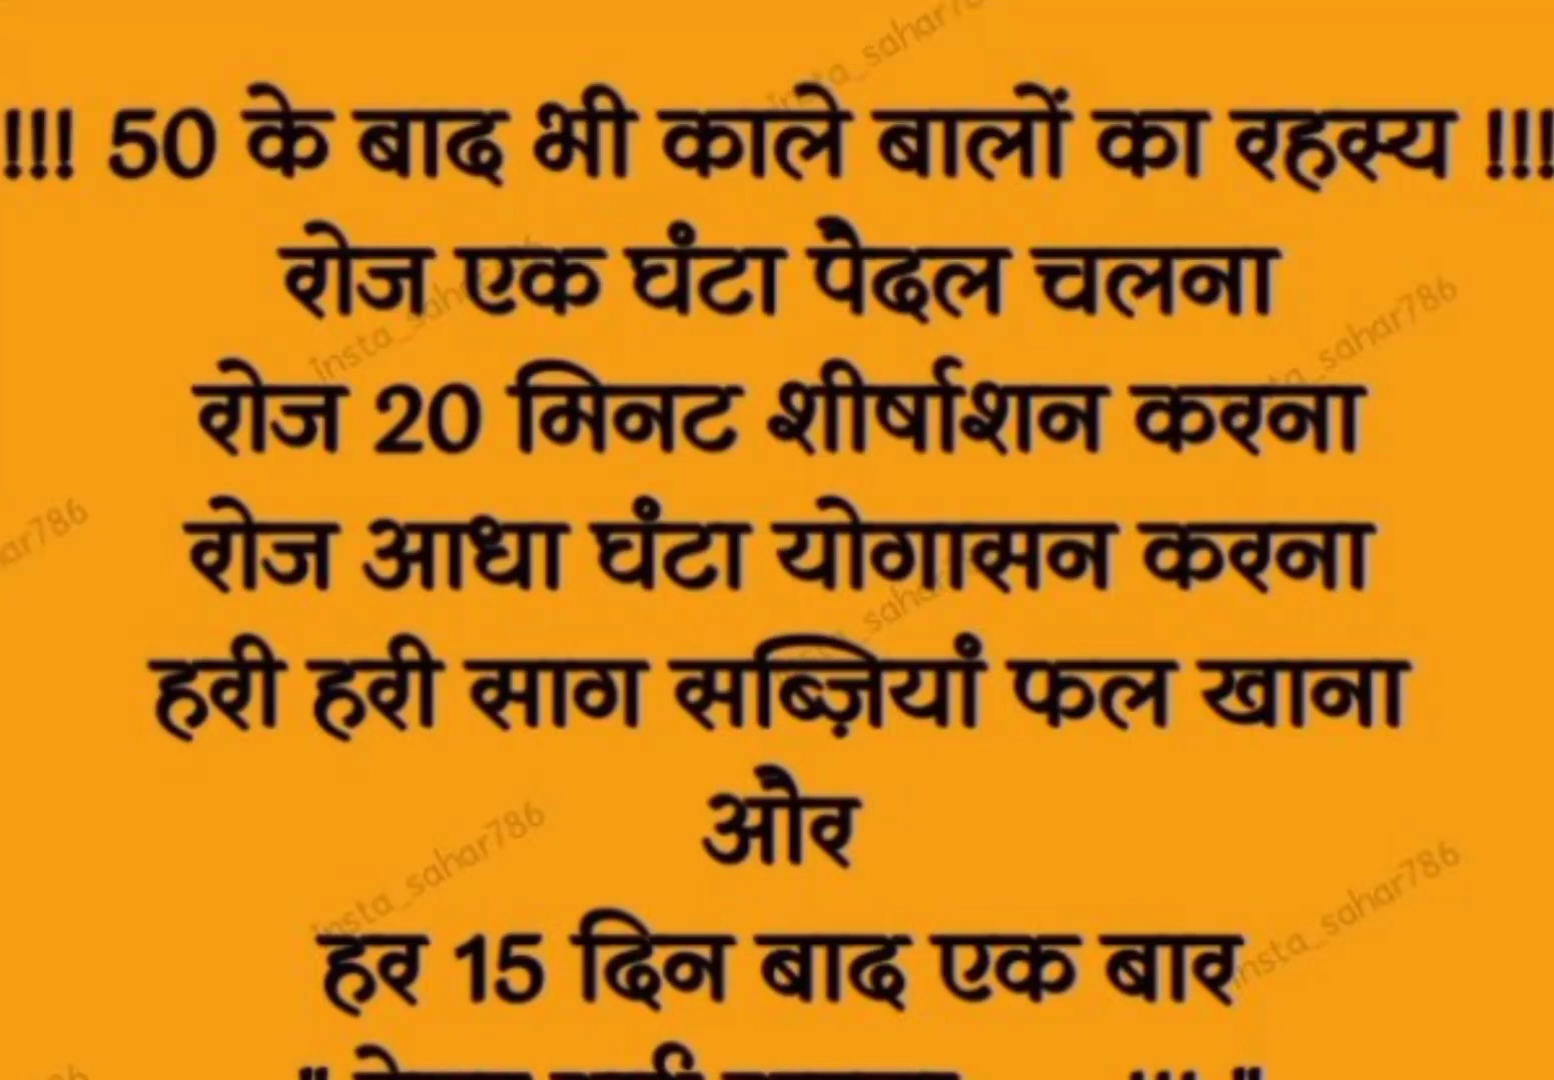 !!! 50 के बाद भी काले बालों का रहस्य !!!
रोज एक घंटा पैदल चलना
रोज 20 मिनट शीर्षाशन करना
रोज आधा घंटा योगासन करना
हरी हरी साग सब्ज़ियां फल खाना
और
हर 15 दिन बाद एक बार
insta_sahar786